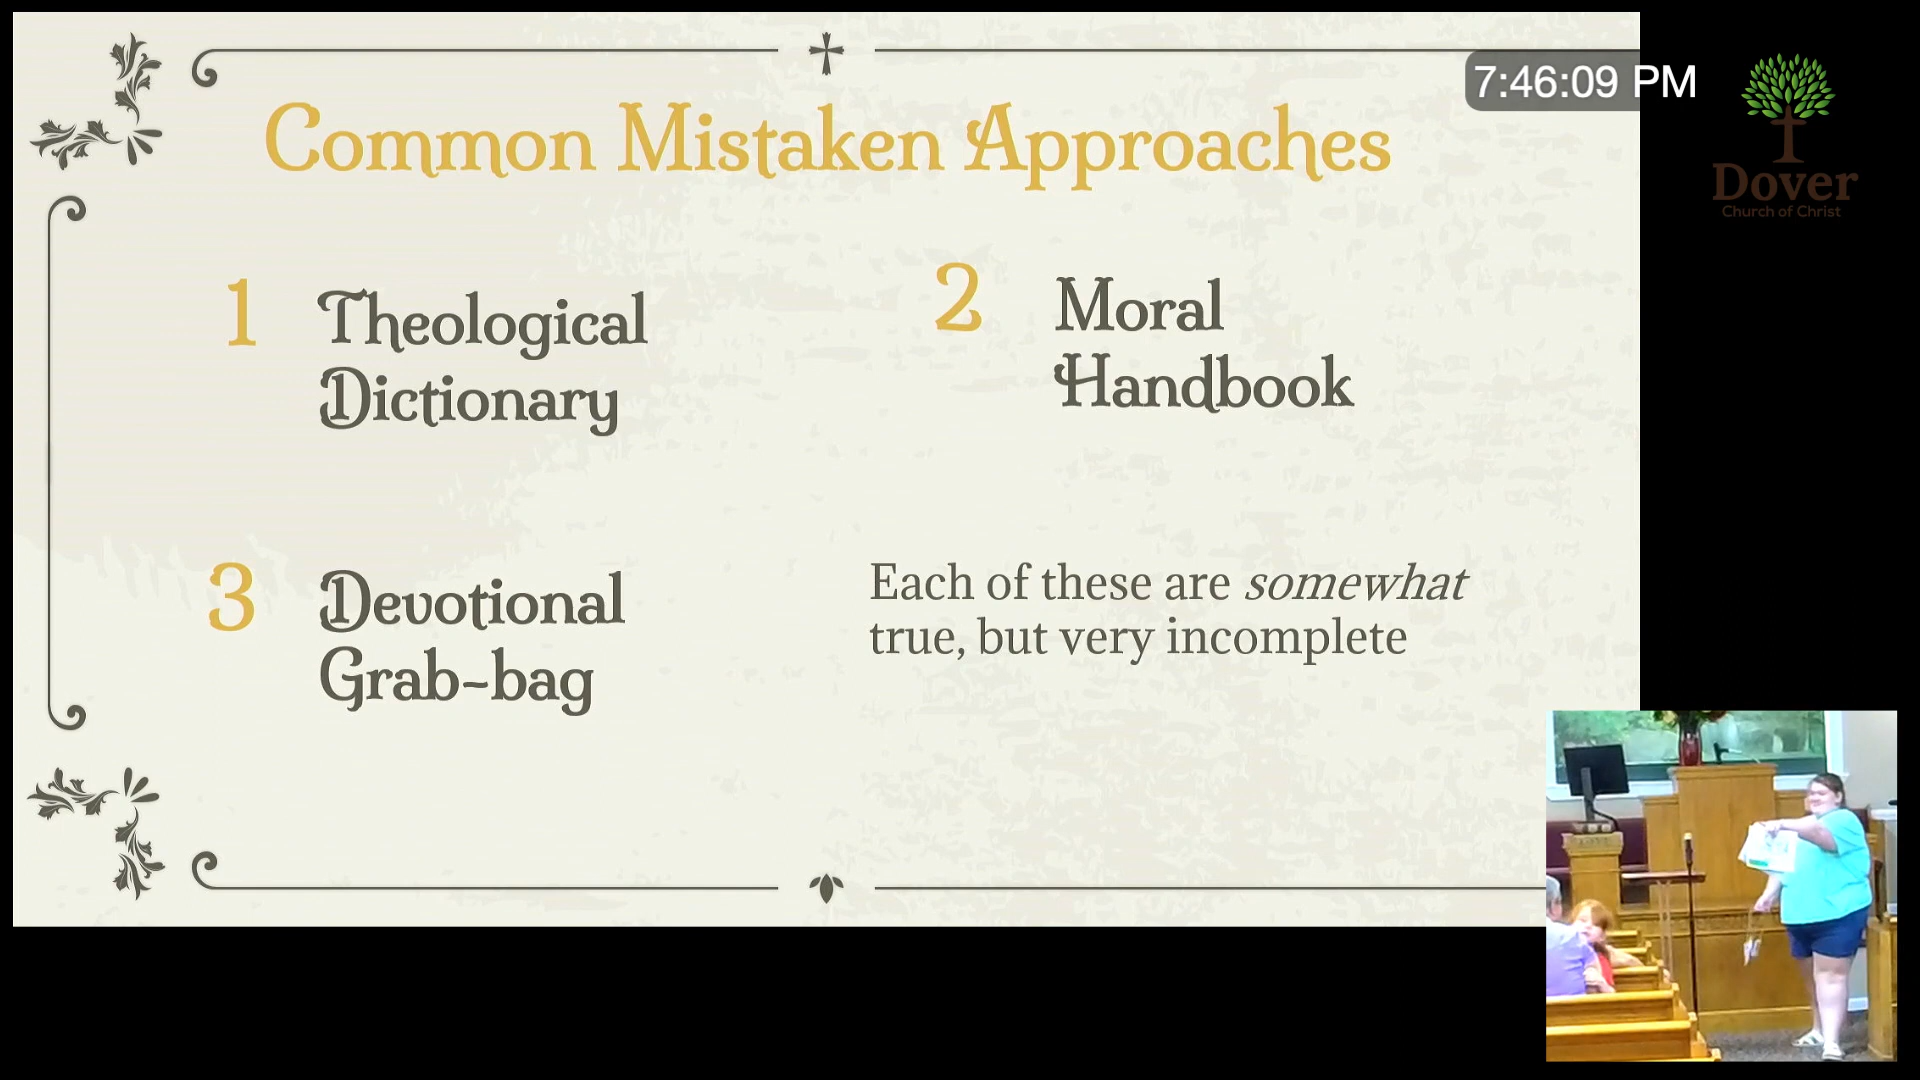 7:46:09 PM
Dover
Church of Christ
Common Mistaken Approaches
1
Theological
Dictionary
2
Moral
Handbook
3
Devotional
Grab-bag
Each of these are somewhat
true, but very incomplete